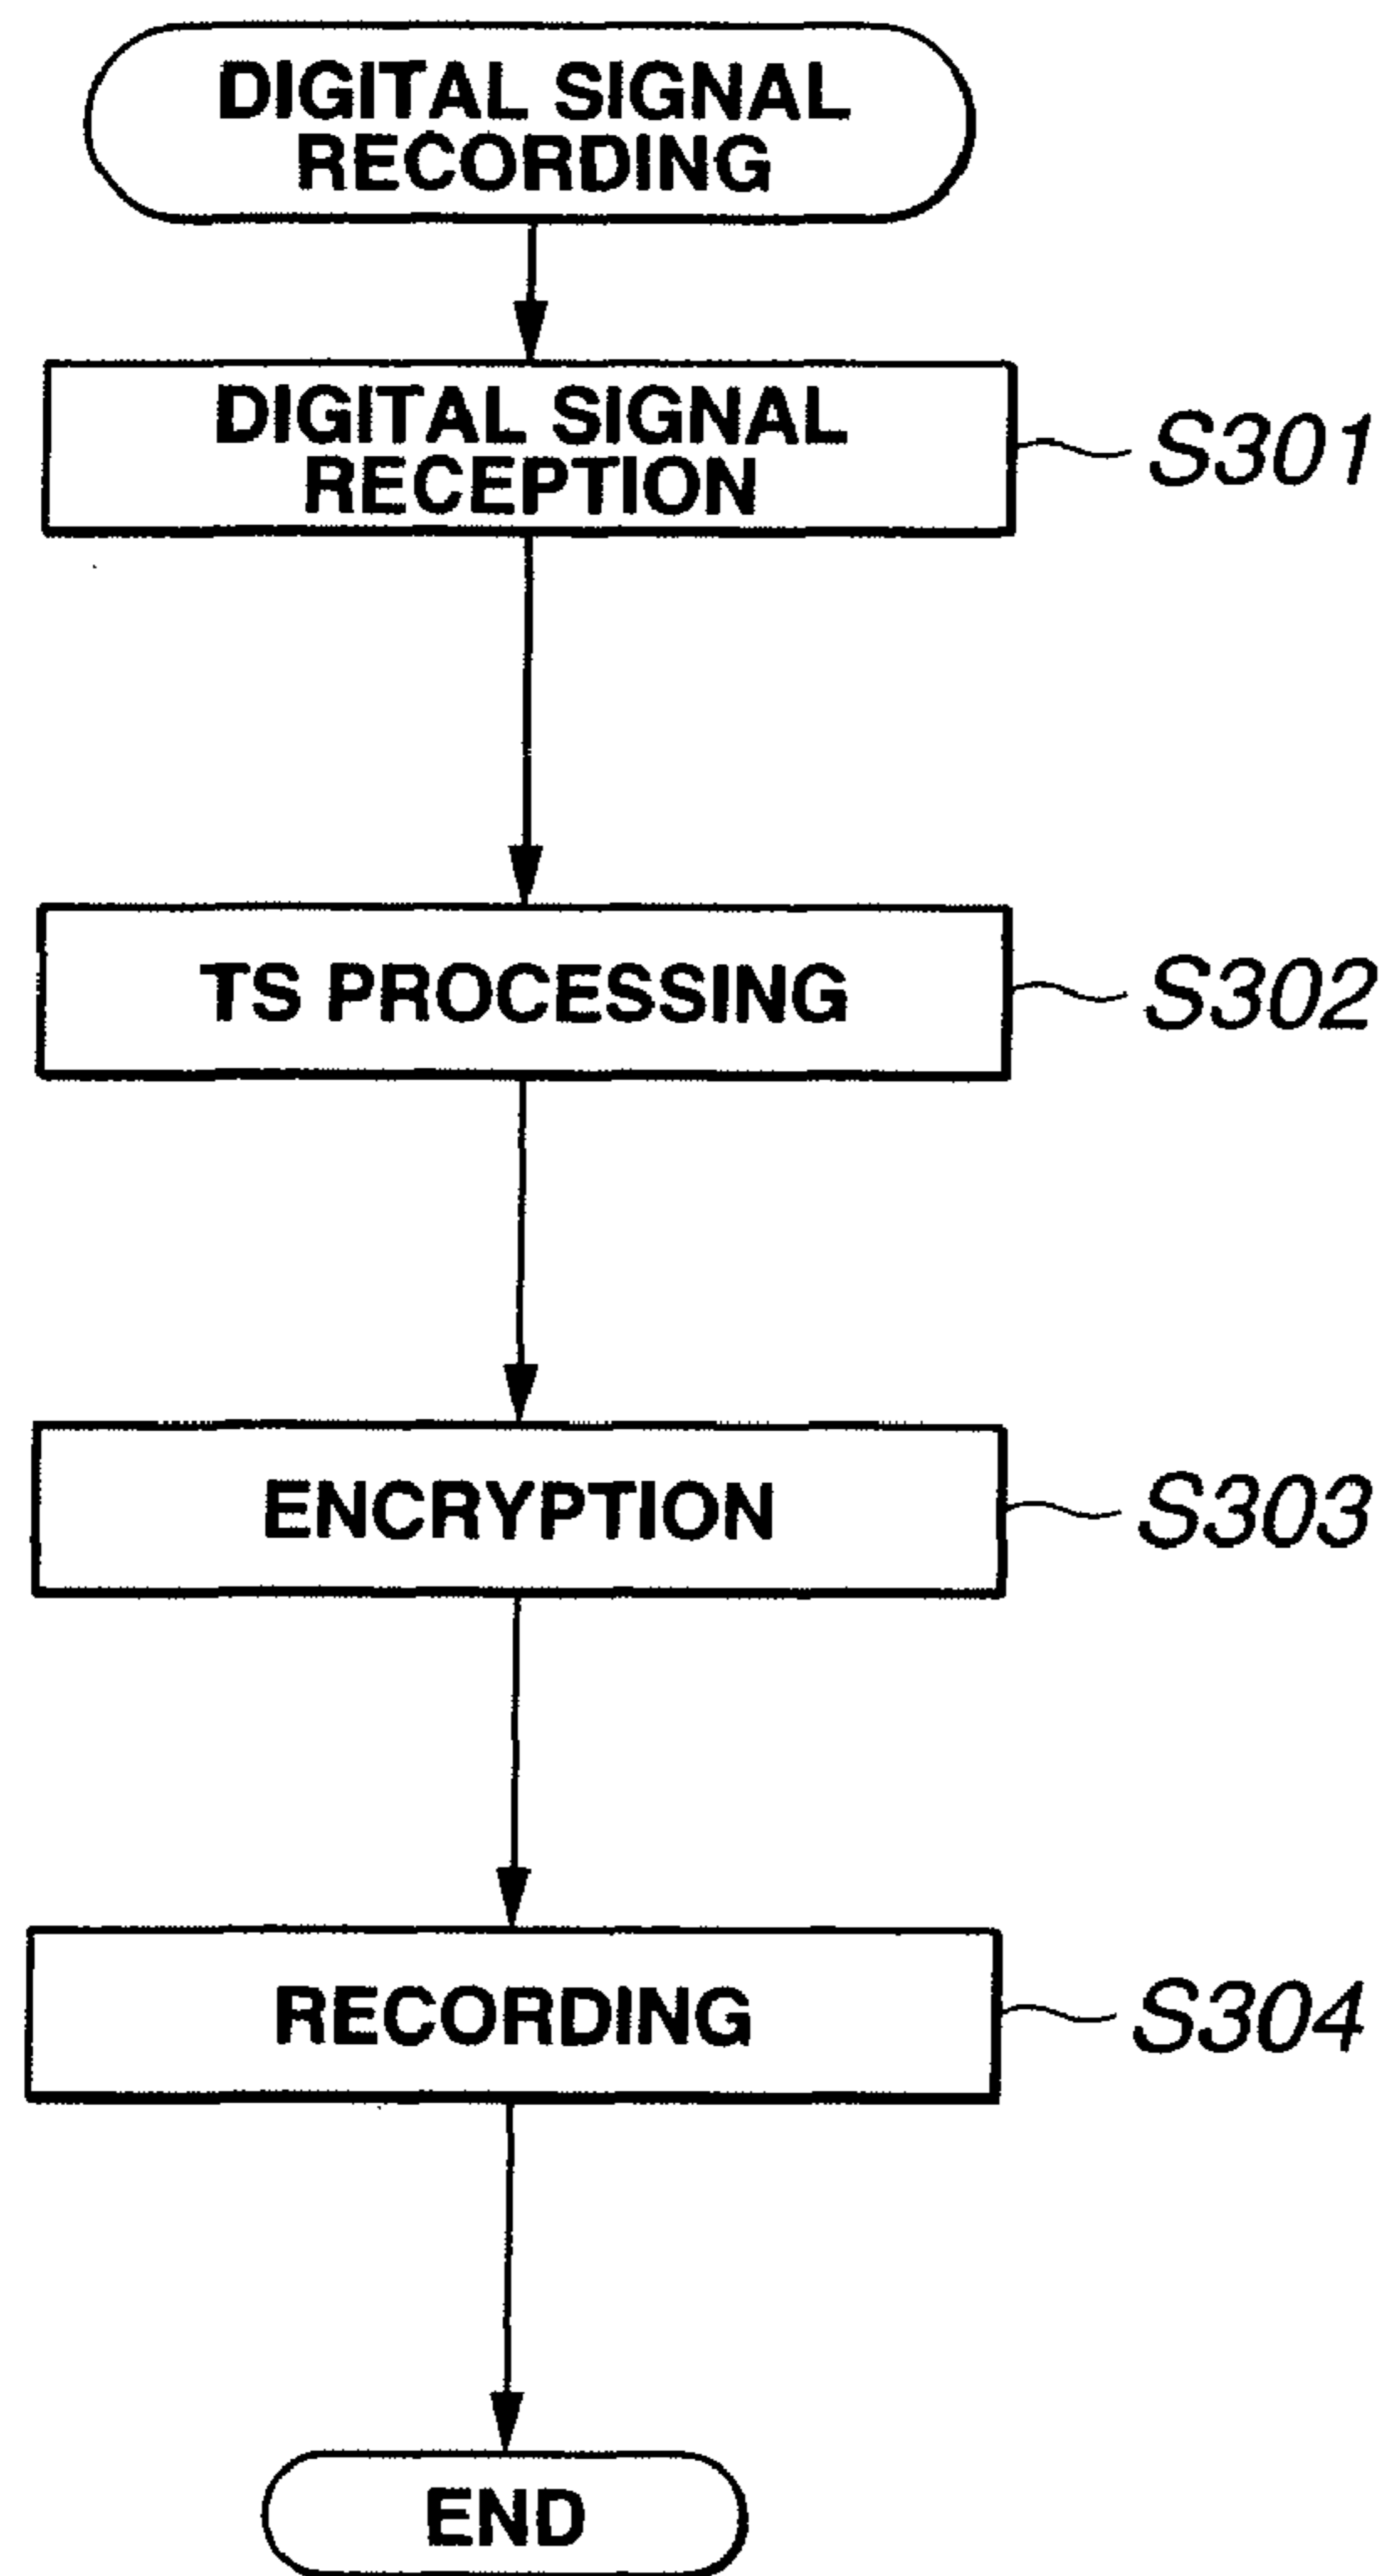 DIGITAL SIGNAL
RECORDING
DIGITAL SIGNAL
RECEPTION
S301
TS PROCESSING
S302
ENCRYPTION
S303
RECORDING
S304
END